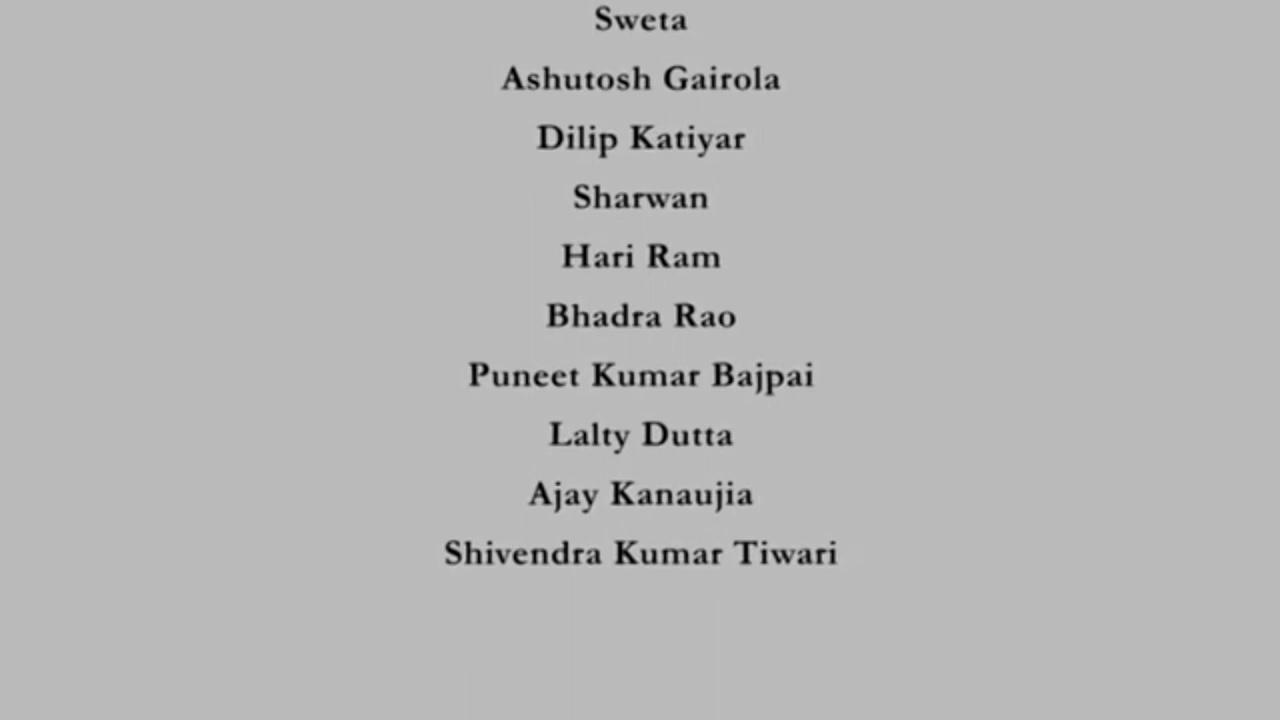 Sweta
Ashutosh Gairola
Dilip Katiyar
Sharwan
Hari Ram
Bhadra Rao
Puneet Kumar Bajpai
Lalty Dutta
Ajay Kanaujia
Shivendra Kumar Tiwari